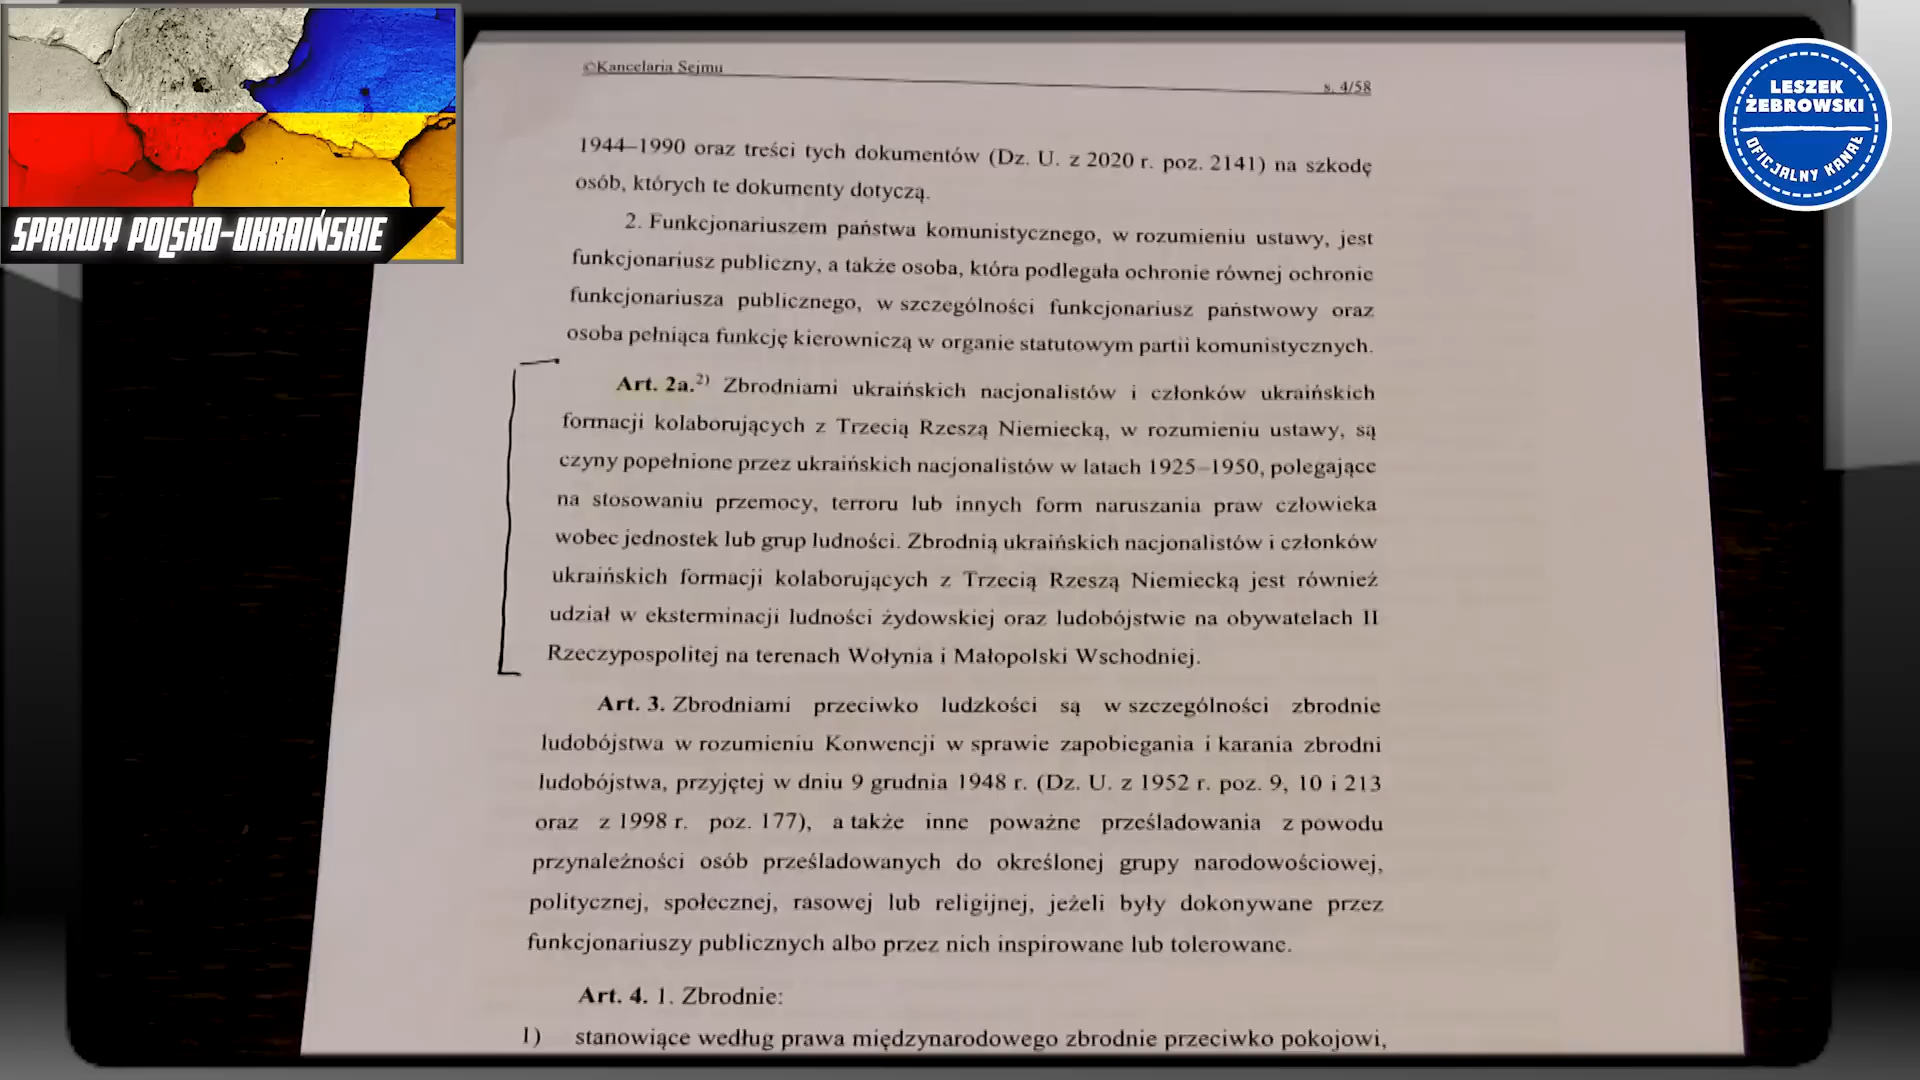 SPRAWY POLSKO-UKRAIŃSKIE
LESZEK
ŻEBROWSKI
OFICJALNY KANAŁ
©Kancelaria Sejmu
s. 4/58
1944–1990 oraz treści tych dokumentów (Dz. U. z 2020 r. poz. 2141) na szkodę
osób, których te dokumenty dotyczą.
2. Funkcjonariuszem państwa komunistycznego, w rozumieniu ustawy, jest
funkcjonariusz publiczny, a także osoba, która podlegała ochronie równej ochronie
funkcjonariusza publicznego, w szczególności funkcjonariusz państwowy oraz
osoba pełniąca funkcję kierowniczą w organie statutowym partii komunistycznych.
Art. 2a.²⁾ Zbrodniami ukraińskich nacjonalistów i członków ukraińskich
formacji kolaborujących z Trzecią Rzeszą Niemiecką, w rozumieniu ustawy, są
czyny popełnione przez ukraińskich nacjonalistów w latach 1925–1950, polegające
na stosowaniu przemocy, terroru lub innych form naruszania praw człowieka
wobec jednostek lub grup ludności. Zbrodnią ukraińskich nacjonalistów i członków
ukraińskich formacji kolaborujących z Trzecią Rzeszą Niemiecką jest również
udział w eksterminacji ludności żydowskiej oraz ludobójstwie na obywatelach II
Rzeczypospolitej na terenach Wołynia i Małopolski Wschodniej.
Art. 3. Zbrodniami przeciwko ludzkości są w szczególności zbrodnie
ludobójstwa w rozumieniu Konwencji w sprawie zapobiegania i karania zbrodni
ludobójstwa, przyjętej w dniu 9 grudnia 1948 r. (Dz. U. z 1952 r. poz. 9, 10 i 213
oraz z 1998 r. poz. 177), a także inne poważne prześladowania z powodu
przynależności osób prześladowanych do określonej grupy narodowościowej,
politycznej, społecznej, rasowej lub religijnej, jeżeli były dokonywane przez
funkcjonariuszy publicznych albo przez nich inspirowane lub tolerowane.
Art. 4. 1. Zbrodnie:
1) stanowiące według prawa międzynarodowego zbrodnie przeciwko pokojowi,